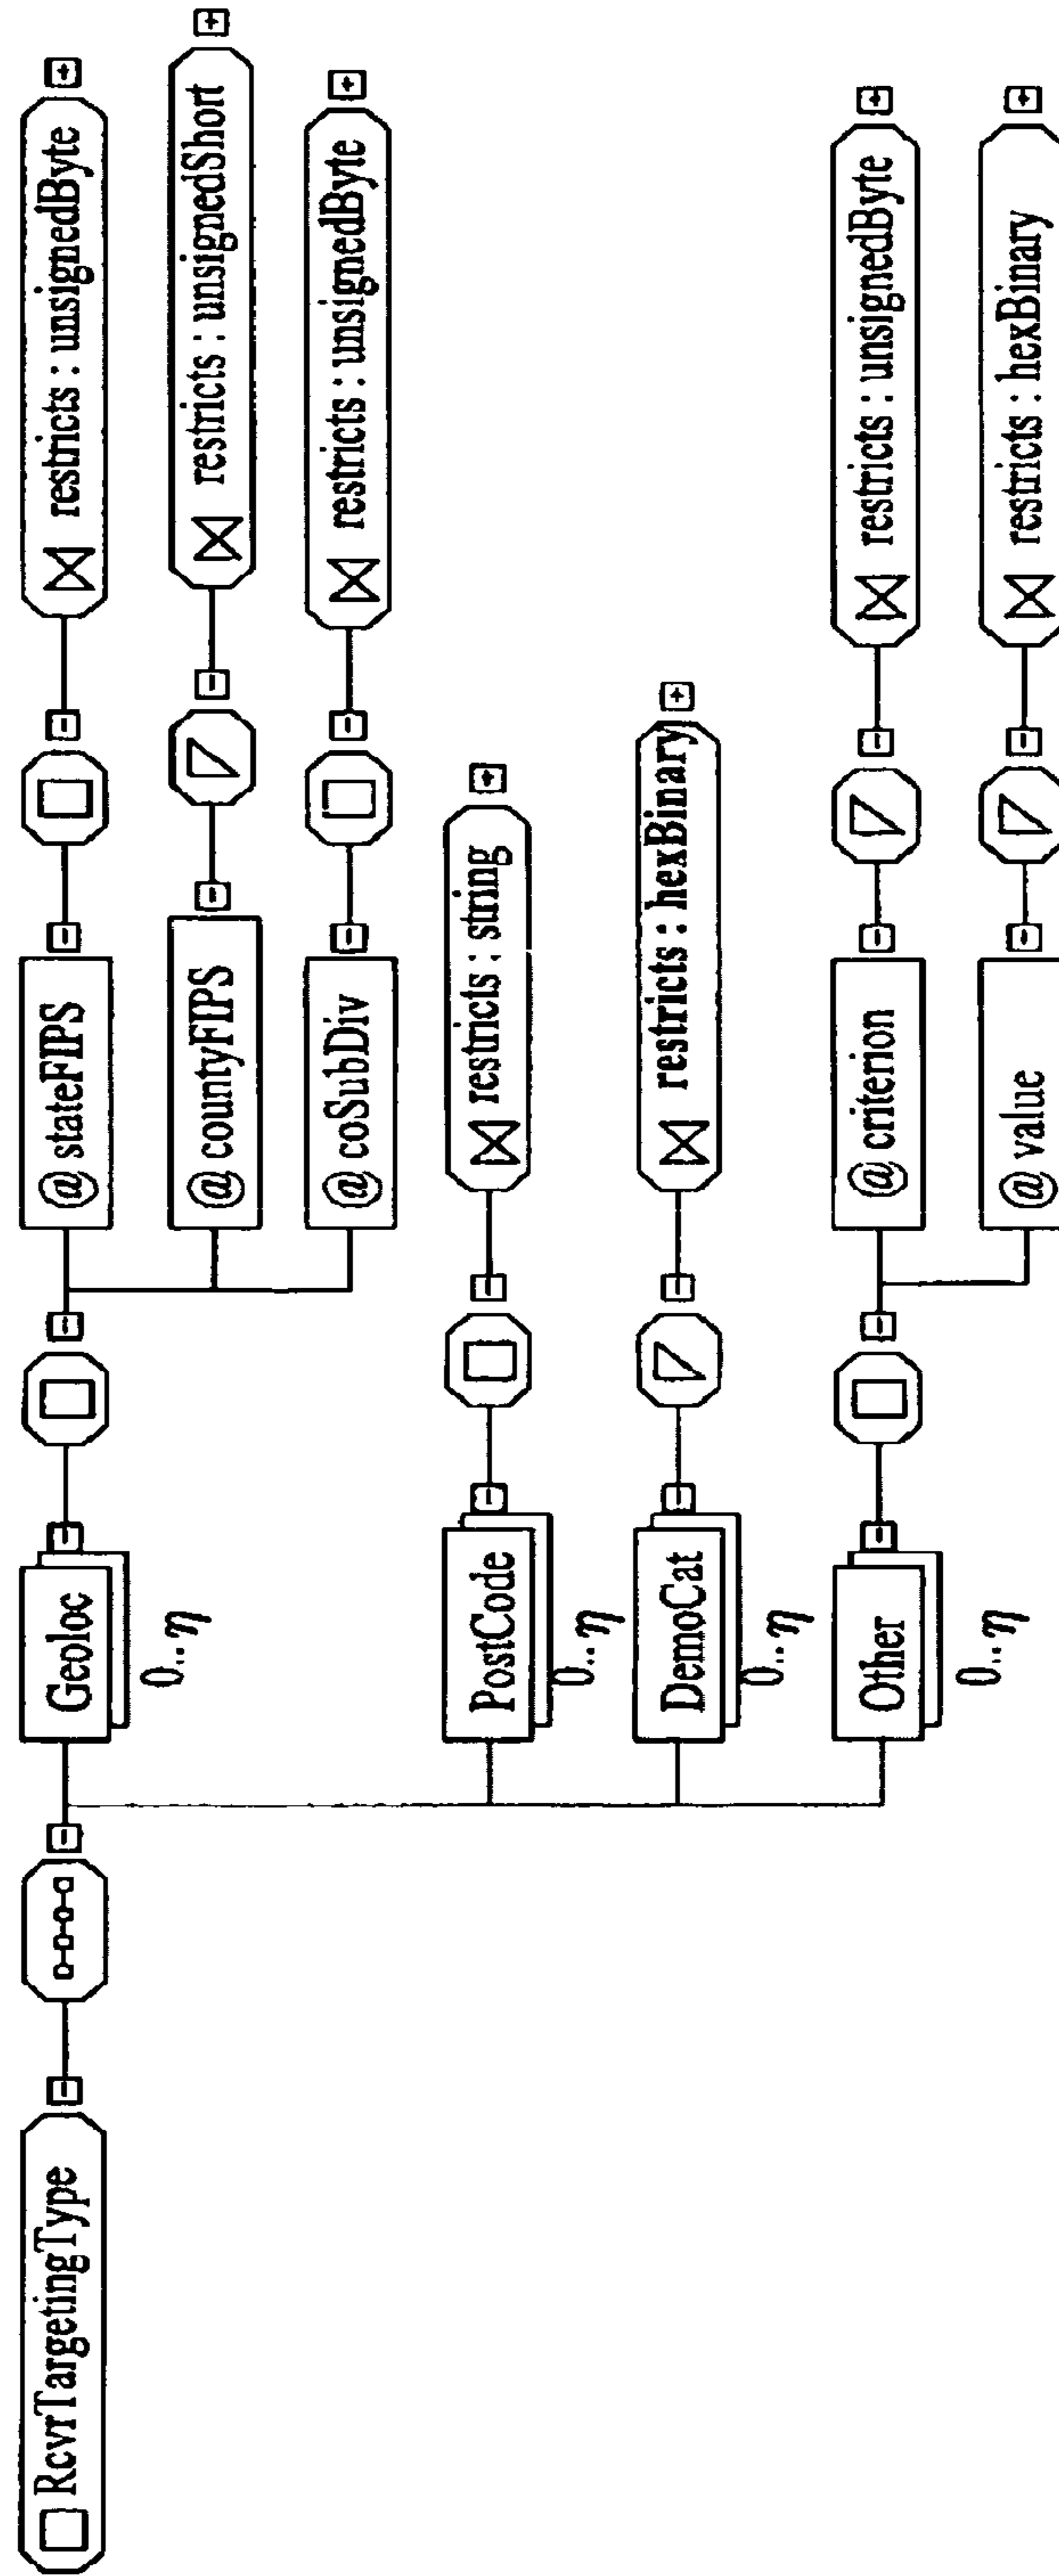 RcvrTargetingType
Geoloc
0..η
@ stateFIPS
restricts : unsignedByte
@ countyFIPS
restricts : unsignedShort
@ coSubDiv
restricts : unsignedByte
PostCode
0..η
restricts : string
DemoCat
0..η
restricts : hexBinary
Other
0..η
@ criterion
restricts : unsignedByte
@ value
restricts : hexBinary